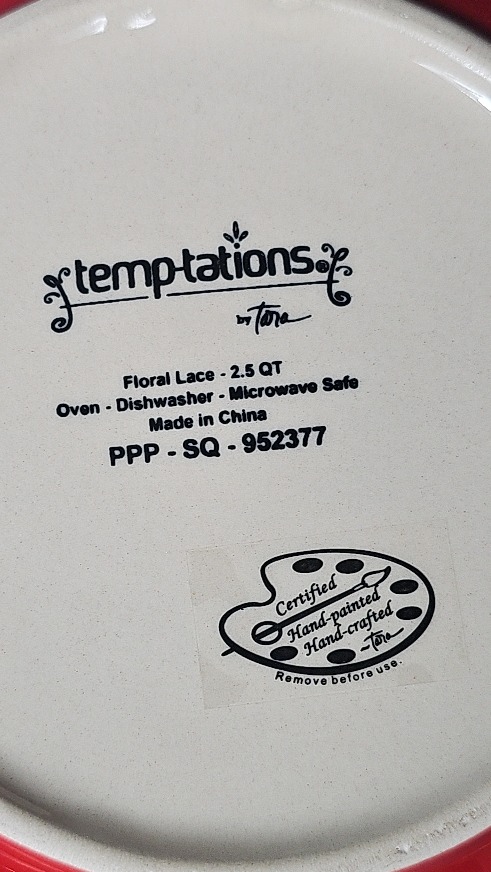 temp-tations®
by Tara
Floral Lace - 2.5 QT
Oven - Dishwasher - Microwave Safe
Made in China
PPP - SQ - 952377
Certified
Hand-painted
Hand-crafted
~Tara
Remove before use.